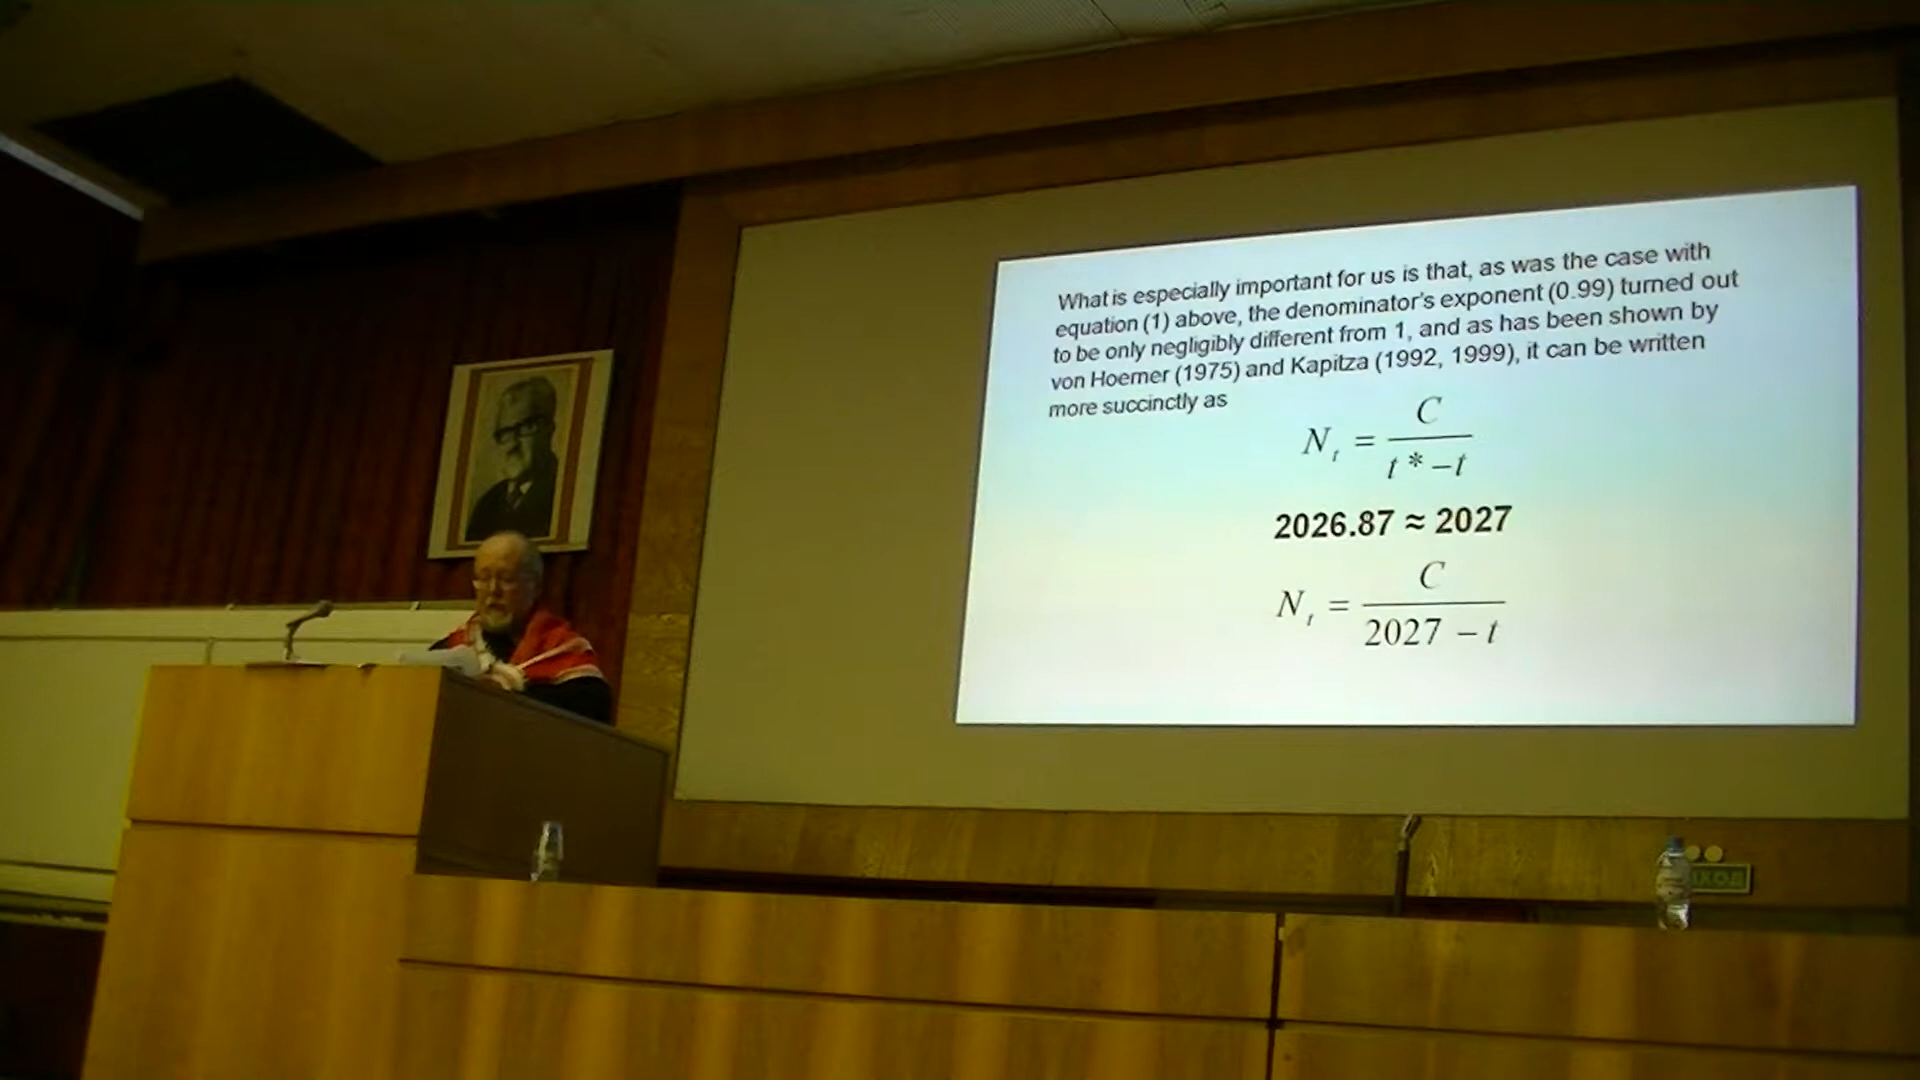 What is especially important for us is that, as was the case with
equation (1) above, the denominator's exponent (0.99) turned out
to be only negligibly different from 1, and as has been shown by
von Hoerner (1975) and Kapitza (1992, 1999), it can be written
more succinctly as
N_t = C / (t* – t)
2026.87 ≈ 2027
N_t = C / (2027 – t)
ХОД